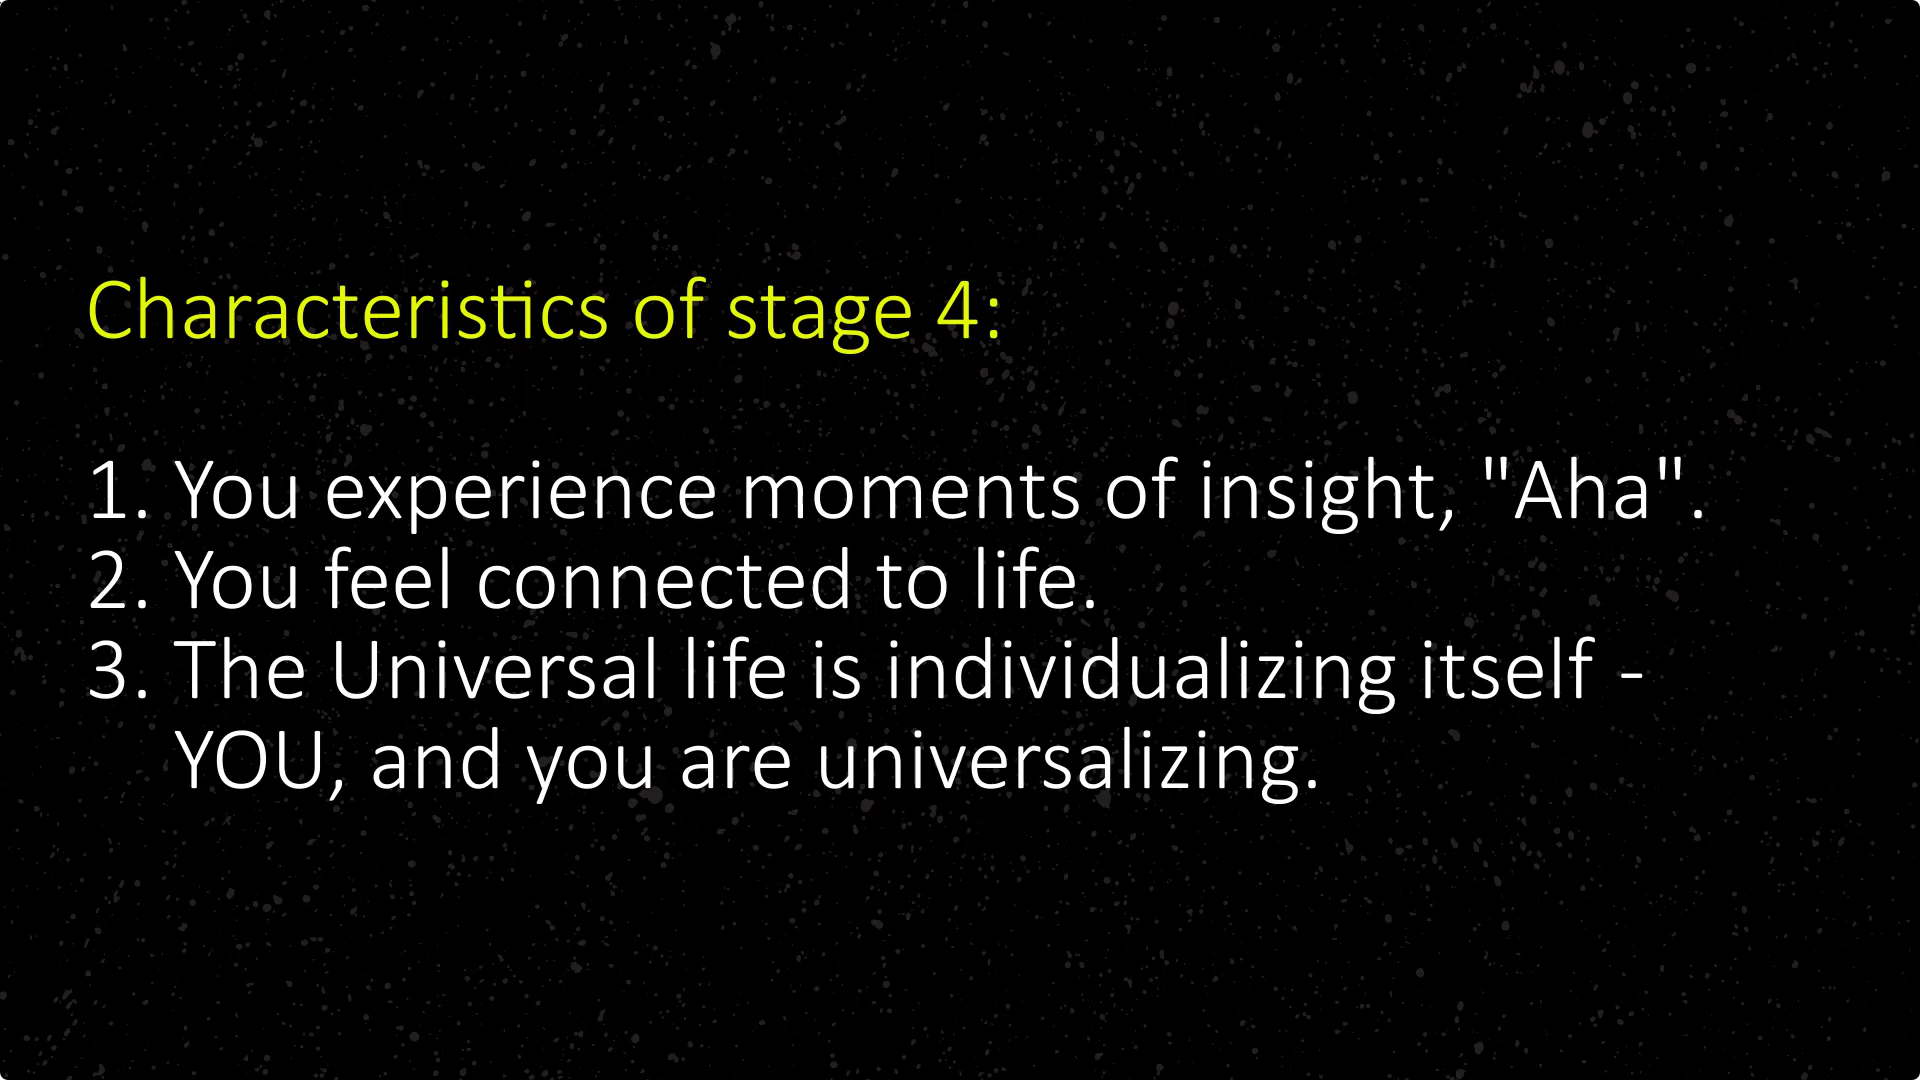 Characteristics of stage 4:
1. You experience moments of insight, "Aha".
2. You feel connected to life.
3. The Universal life is individualizing itself -
YOU, and you are universalizing.